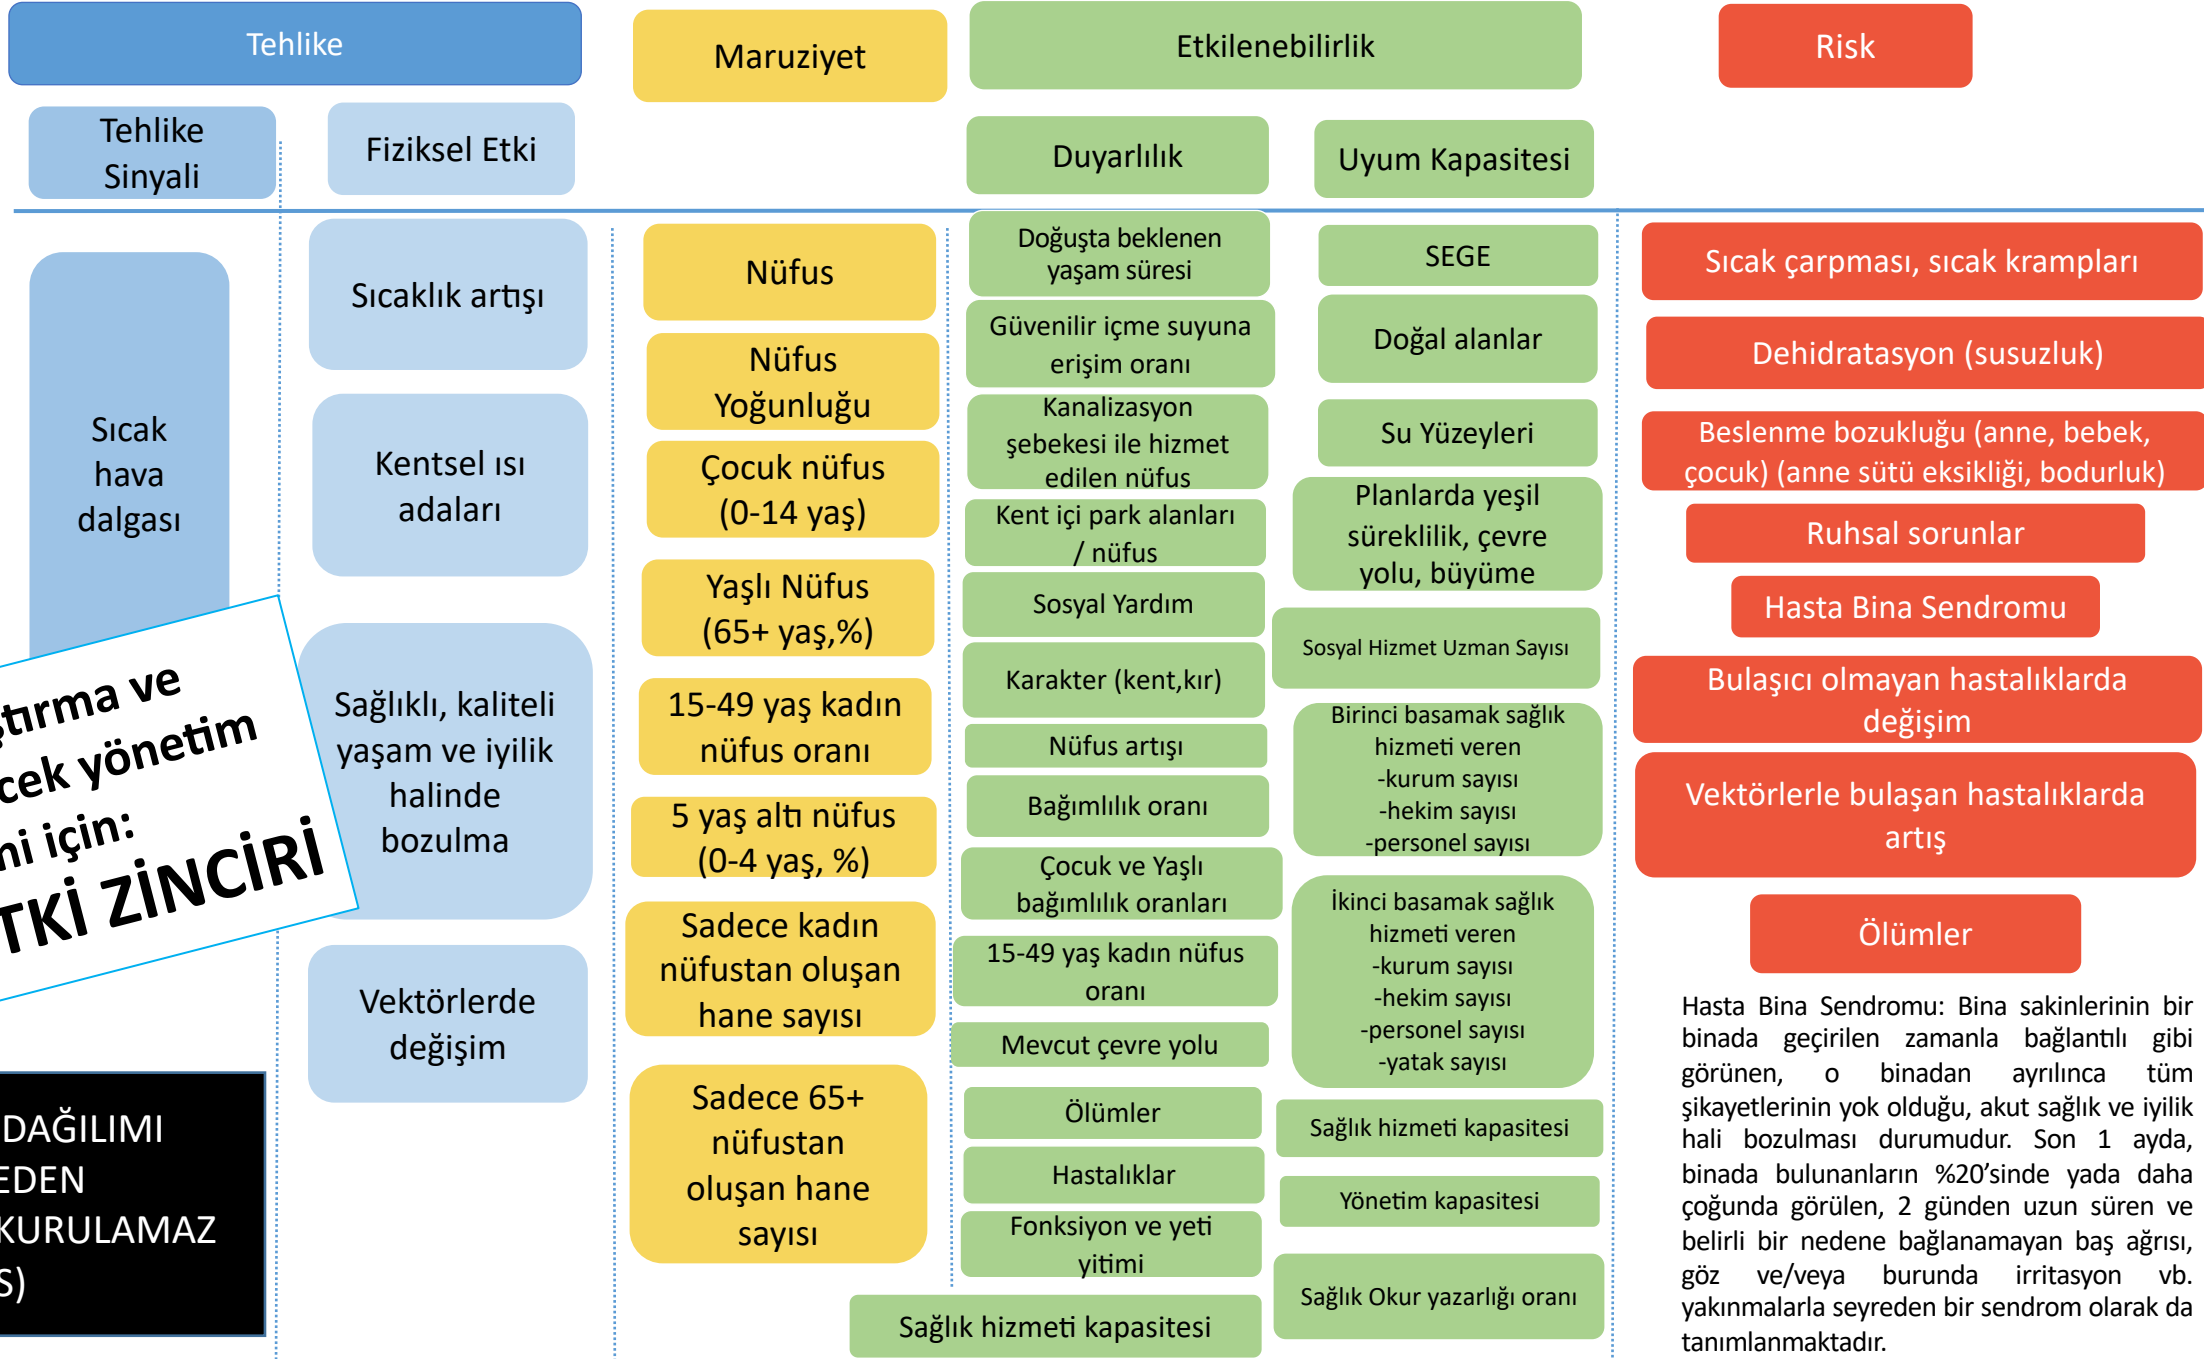 Tehlike
Maruziyet
Etkilenebilirlik
Risk
Tehlike
Sinyali
Fiziksel Etki
Duyarlılık
Uyum Kapasitesi
Sıcak
hava
dalgası
Sıcaklık artışı
Kentsel ısı
adaları
Sağlıklı, kaliteli
yaşam ve iyilik
halinde
bozulma
Vektörlerde
değişim
Nüfus
Nüfus
Yoğunluğu
Çocuk nüfus
(0-14 yaş)
Yaşlı Nüfus
(65+ yaş,%)
15-49 yaş kadın
nüfus oranı
5 yaş altı nüfus
(0-4 yaş, %)
Sadece kadın
nüfustan oluşan
hane sayısı
Sadece 65+
nüfustan
oluşan hane
sayısı
Doğuşta beklenen
yaşam süresi
Güvenilir içme suyuna
erişim oranı
Kanalizasyon
şebekesi ile hizmet
edilen nüfus
Kent içi park alanları
/ nüfus
Sosyal Yardım
Karakter (kent,kır)
Nüfus artışı
Bağımlılık oranı
Çocuk ve Yaşlı
bağımlılık oranları
15-49 yaş kadın nüfus
oranı
Mevcut çevre yolu
Ölümler
Hastalıklar
Fonksiyon ve yeti
yitimi
Sağlık hizmeti kapasitesi
SEGE
Doğal alanlar
Su Yüzeyleri
Planlarda yeşil
süreklilik, çevre
yolu, büyüme
Sosyal Hizmet Uzman Sayısı
Birinci basamak sağlık
hizmeti veren
-kurum sayısı
-hekim sayısı
-personel sayısı
İkinci basamak sağlık
hizmeti veren
-kurum sayısı
-hekim sayısı
-personel sayısı
-yatak sayısı
Sağlık hizmeti kapasitesi
Yönetim kapasitesi
Sağlık Okur yazarlığı oranı
Sıcak çarpması, sıcak krampları
Dehidratasyon (susuzluk)
Beslenme bozukluğu (anne, bebek,
çocuk) (anne sütü eksikliği, bodurluk)
Ruhsal sorunlar
Hasta Bina Sendromu
Bulaşıcı olmayan hastalıklarda
değişim
Vektörlerle bulaşan hastalıklarda
artış
Ölümler
Hasta Bina Sendromu: Bina sakinlerinin bir
binada geçirilen zamanla bağlantılı gibi
görünen, o binadan ayrılınca tüm
şikayetlerinin yok olduğu, akut sağlık ve iyilik
hali bozulması durumudur. Son 1 ayda,
binada bulunanların %20’sinde yada daha
çoğunda görülen, 2 günden uzun süren ve
belirli bir nedene bağlanamayan baş ağrısı,
göz ve/veya burunda irritasyon vb.
yakınmalarla seyreden bir sendrom olarak da
tanımlanmaktadır.
tırma ve
cek yönetim
için:
TKİ ZİNCİRİ
DAĞILIMI
EDEN
KURULAMAZ
S)